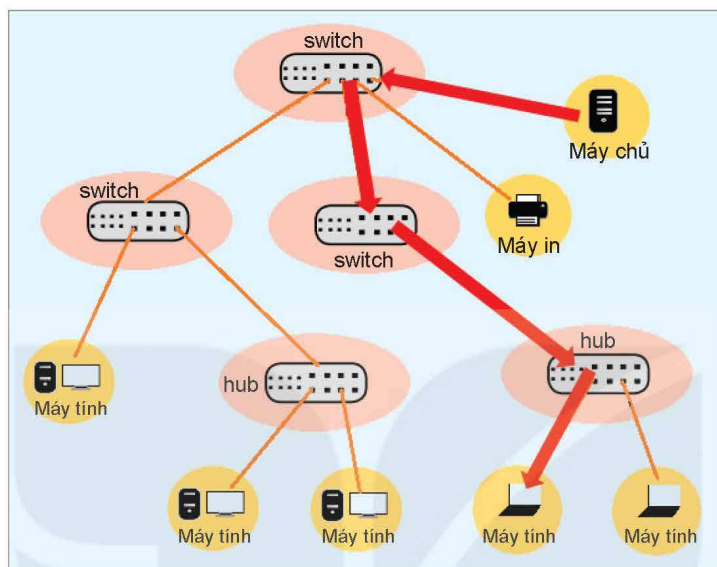 switch
Máy chủ
switch
Máy in
switch
hub
hub
Máy tính
Máy tính
Máy tính
Máy tính
Máy tính